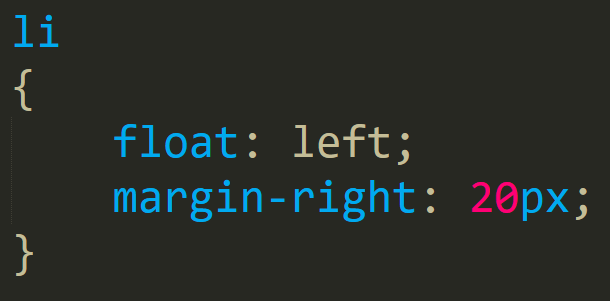 li
{
float: left;
margin-right: 20px;
}